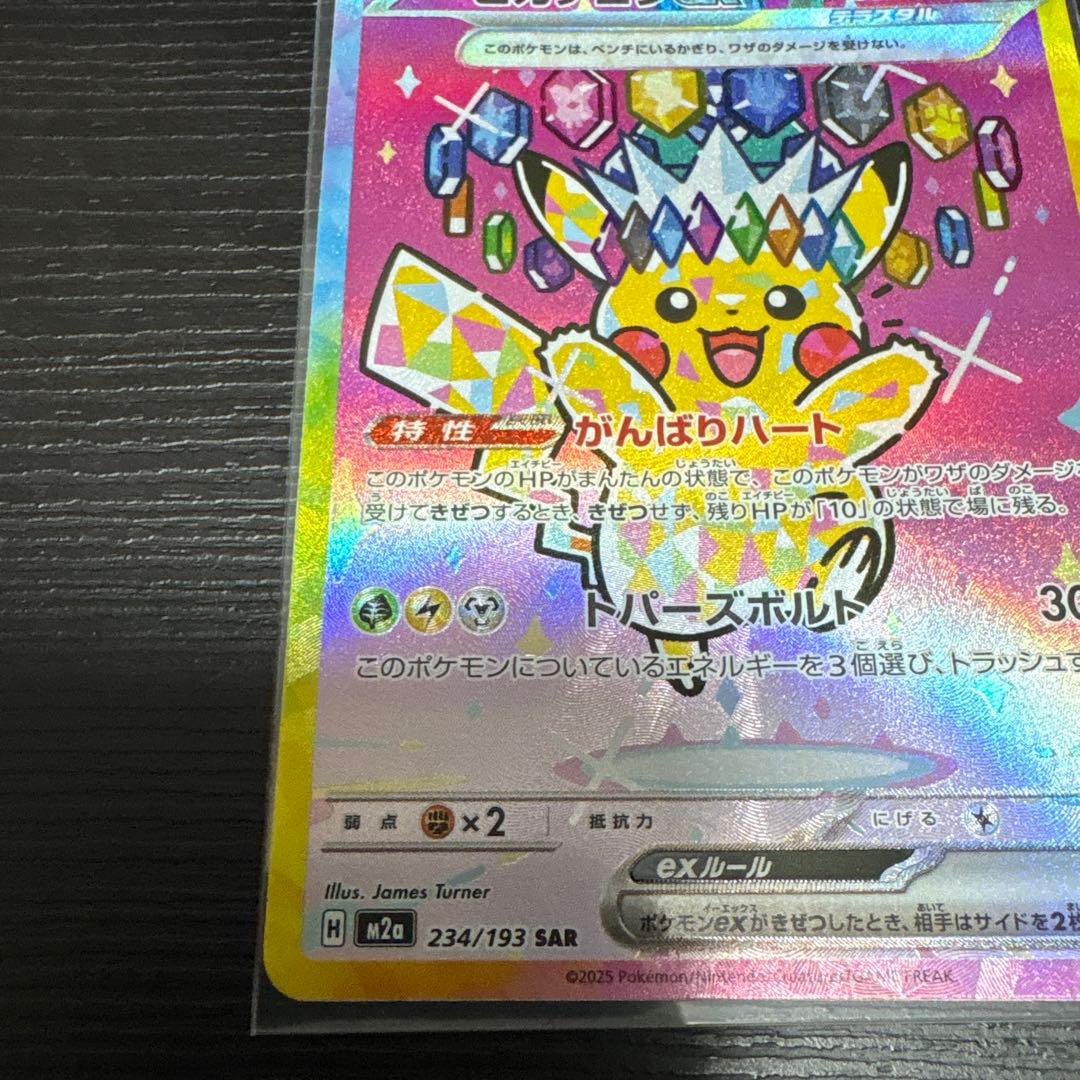 テラスタル
このポケモンは、ベンチにいるかぎり、ワザのダメージを受けない。
特性 がんばりハート
このポケモンのHPがまんたんの状態で、このポケモンがワザのダメージ
受けてきぜつするとき、きぜつせず、残りHPが「10」の状態で場に残る。
トパーズボルト 30
このポケモンについているエネルギーを3個選び、トラッシュす
弱点 ×2 抵抗力 にげる
exルール
ポケモンexがきぜつしたとき、相手はサイドを2枚
Illus. James Turner
H m2a 234/193 SAR
©2025 Pokémon/Nintendo/Creatures/GAME FREAK